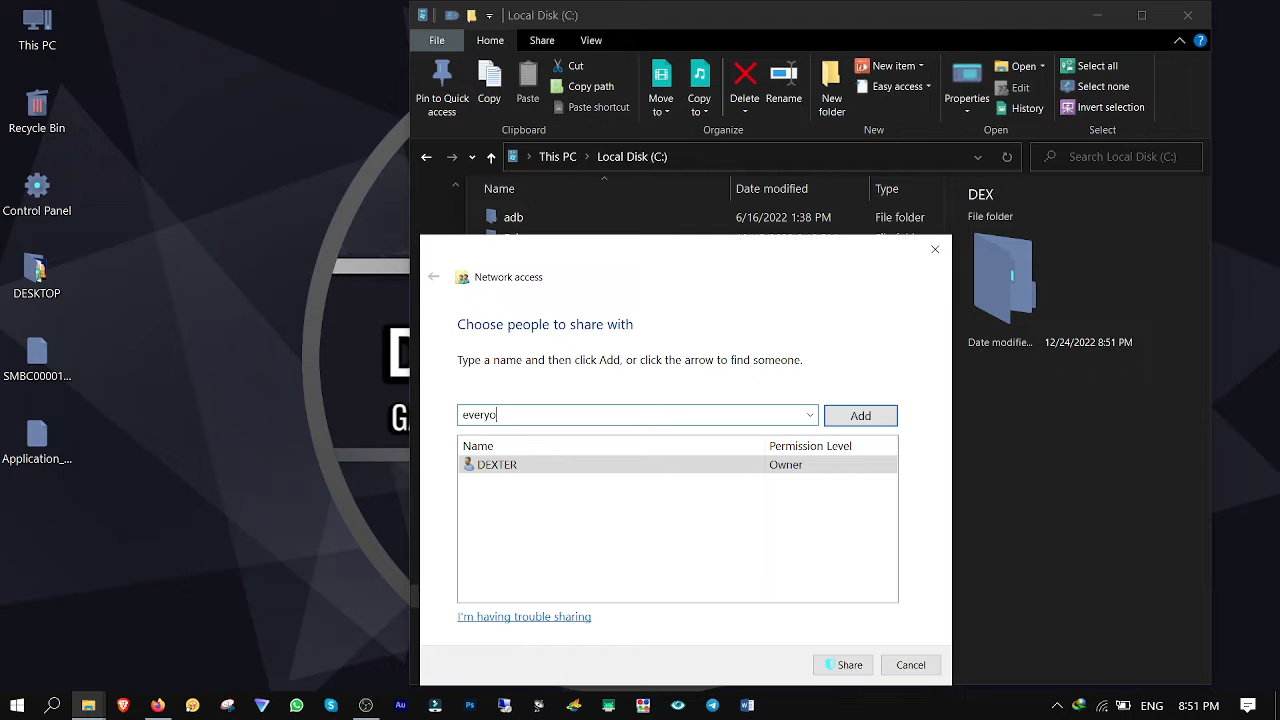 This PC
Recycle Bin
Control Panel
DESKTOP
SMBC00001...
Application_...
Local Disk (C:)
File
Home
Share
View
Pin to Quick access
Copy
Paste
Cut
Copy path
Paste shortcut
Clipboard
Move to
Copy to
Delete
Rename
Organize
New folder
New item
Easy access
New
Properties
Open
Edit
History
Open
Select all
Select none
Invert selection
Select
This PC
Local Disk (C:)
Search Local Disk (C:)
Name
Date modified
Type
adb
6/16/2022 1:38 PM
File folder
DEX
File folder
Date modifie...
12/24/2022 8:51 PM
Network access
Choose people to share with
Type a name and then click Add, or click the arrow to find someone.
everyo
Add
Name
Permission Level
DEXTER
Owner
I'm having trouble sharing
Share
Cancel
ENG
8:51 PM